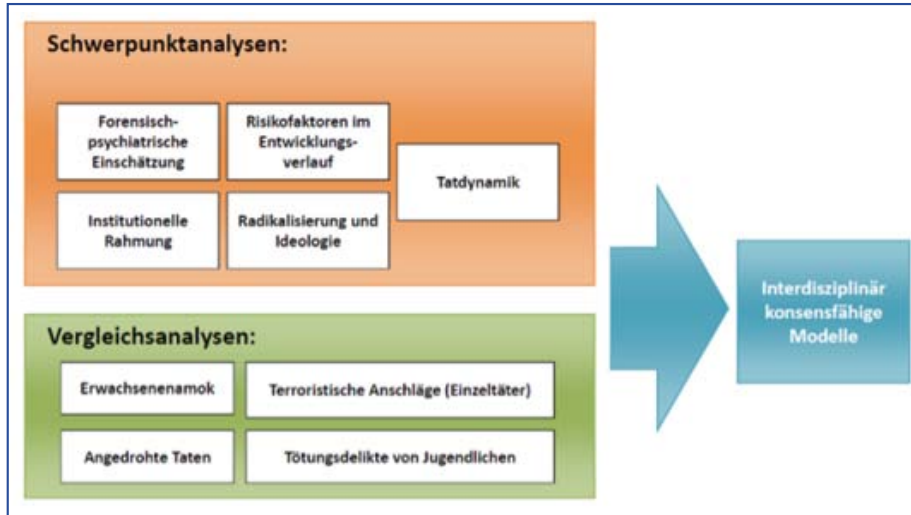 Schwerpunktanalysen:
Forensisch-
psychiatrische
Einschätzung
Risikofaktoren im
Entwicklungs-
verlauf
Tatdynamik
Institutionelle
Rahmung
Radikalisierung und
Ideologie
Vergleichsanalysen:
Erwachsenenamok
Terroristische Anschläge (Einzeltäter)
Angedrohte Taten
Tötungsdelikte von Jugendlichen
Interdisziplinär
konsensfähige
Modelle